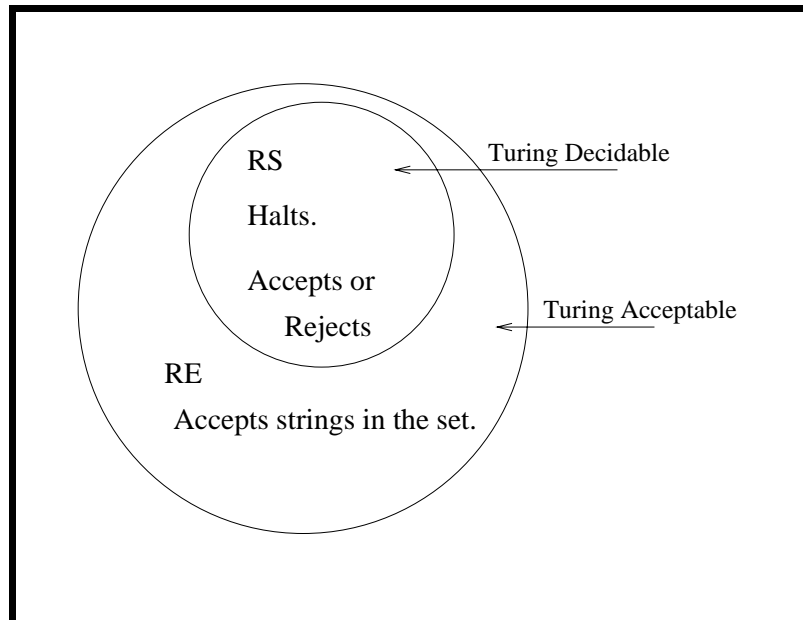 RS
Turing Decidable
Halts.
Accepts or
Rejects
Turing Acceptable
RE
Accepts strings in the set.